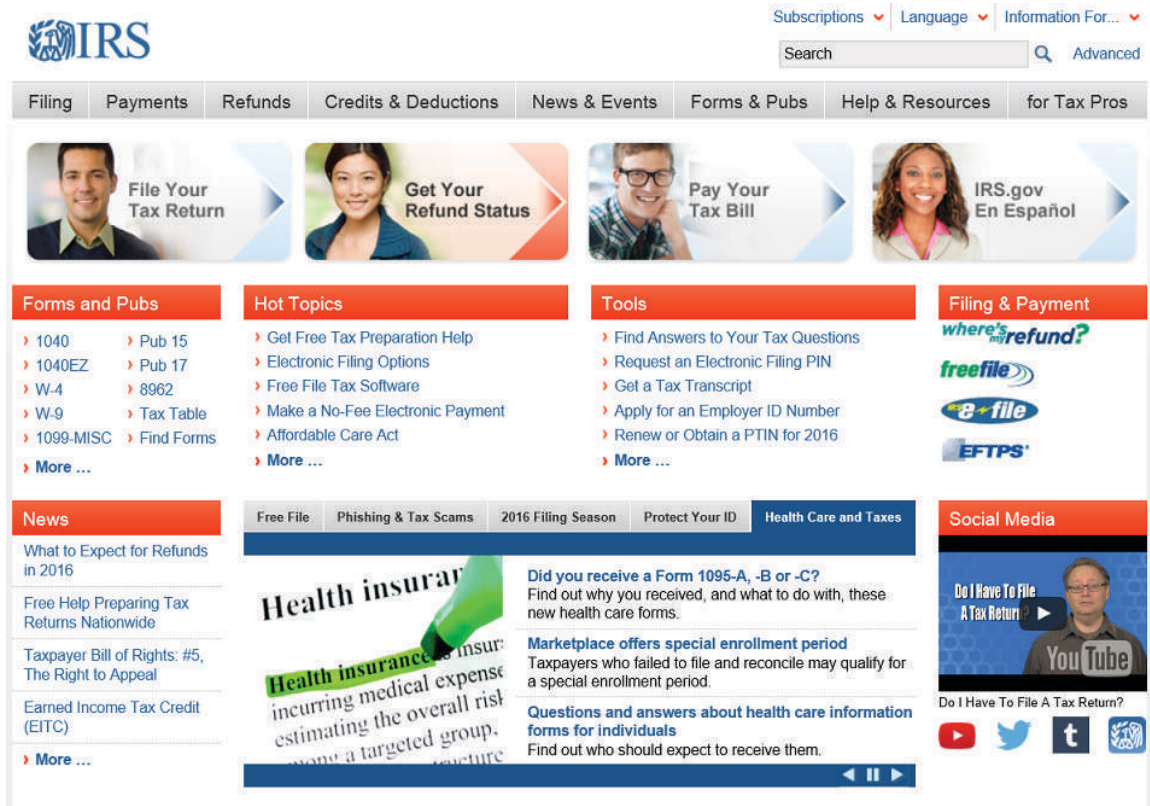 Subscriptions Language Information For...
IRS
Search Advanced
Filing Payments Refunds Credits & Deductions News & Events Forms & Pubs Help & Resources for Tax Pros
File Your
Tax Return
Get Your
Refund Status
Pay Your
Tax Bill
IRS.gov
En Español
Forms and Pubs
1040
1040EZ
W-4
W-9
1099-MISC
Pub 15
Pub 17
8962
Tax Table
Find Forms
More ...
Hot Topics
Get Free Tax Preparation Help
Electronic Filing Options
Free File Tax Software
Make a No-Fee Electronic Payment
Affordable Care Act
More ...
Tools
Find Answers to Your Tax Questions
Request an Electronic Filing PIN
Get a Tax Transcript
Apply for an Employer ID Number
Renew or Obtain a PTIN for 2016
More ...
Filing & Payment
where's my refund?
freefile
IRS e-file
EFTPS
News
What to Expect for Refunds
in 2016
Free Help Preparing Tax
Returns Nationwide
Taxpayer Bill of Rights: #5,
The Right to Appeal
Earned Income Tax Credit
(EITC)
More ...
Free File Phishing & Tax Scams 2016 Filing Season Protect Your ID Health Care and Taxes
Health insurar
Health insurance insur
incurring medical expense
estimating the overall risk
among a targeted group,
ructure
Did you receive a Form 1095-A, -B or -C?
Find out why you received, and what to do with, these
new health care forms.
Marketplace offers special enrollment period
Taxpayers who failed to file and reconcile may qualify for
a special enrollment period.
Questions and answers about health care information
forms for individuals
Find out who should expect to receive them.
Social Media
Do I Have To File
A Tax Return?
YouTube
Do I Have To File A Tax Return?
t